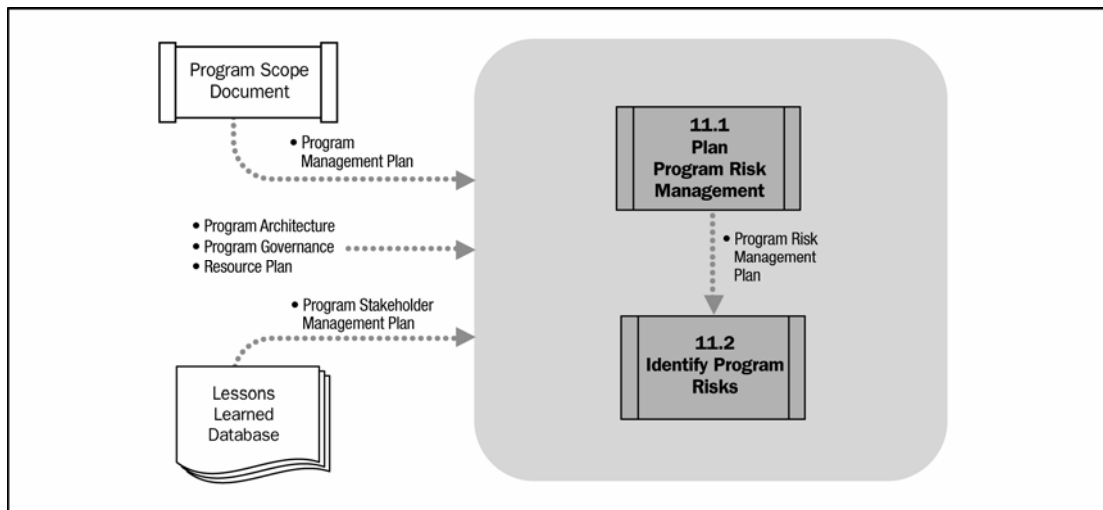 Program Scope
Document
• Program
Management Plan
• Program Architecture
• Program Governance
• Resource Plan
• Program Stakeholder
Management Plan
Lessons
Learned
Database
11.1
Plan
Program Risk
Management
• Program Risk
Management
Plan
11.2
Identify Program
Risks